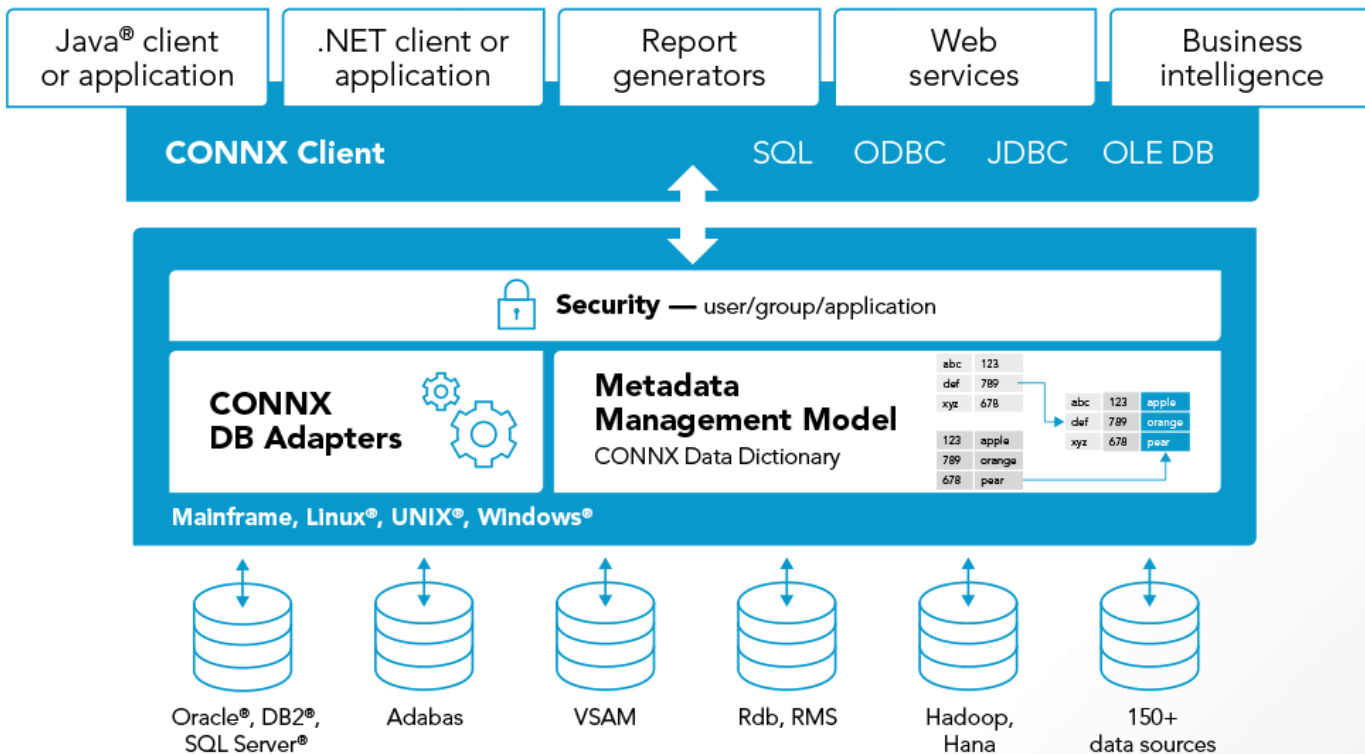 Java® client
or application
.NET client or
application
Report
generators
Web
services
Business
intelligence
CONNX Client
SQL ODBC JDBC OLE DB
Security — user/group/application
CONNX
DB Adapters
Metadata
Management Model
CONNX Data Dictionary
abc 123
def 789
xyz 678
123 apple
789 orange
678 pear
abc 123 apple
def 789 orange
xyz 678 pear
Mainframe, Linux®, UNIX®, Windows®
Oracle®, DB2®,
SQL Server®
Adabas
VSAM
Rdb, RMS
Hadoop,
Hana
150+
data sources